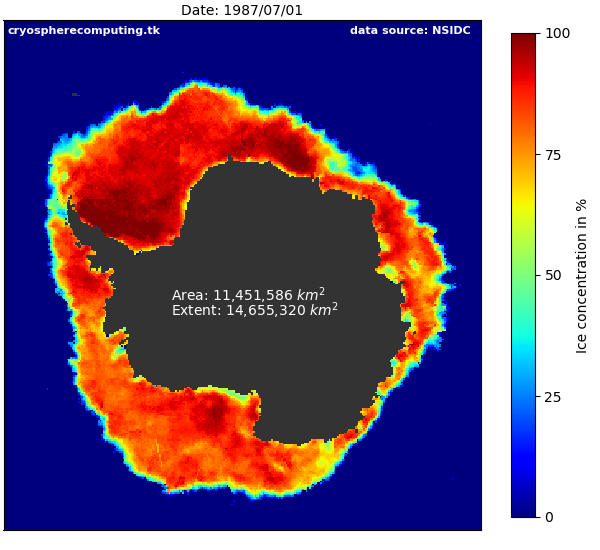 Date: 1987/07/01
cryospherecomputing.tk data source: NSIDC
Area: 11,451,586 km²
Extent: 14,655,320 km²
100
75
50
25
0
Ice concentration in %